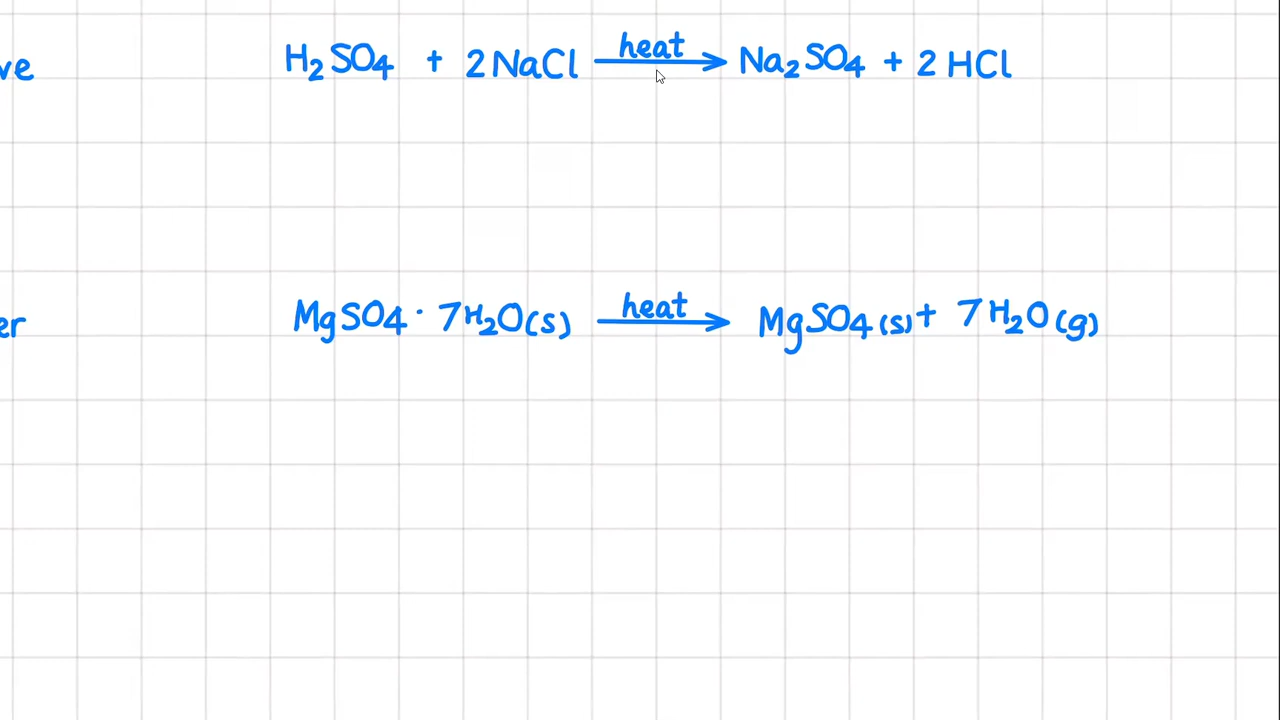 ve H₂SO₄ + 2NaCl heat → Na₂SO₄ + 2HCl
er MgSO₄ · 7H₂O(s) heat → MgSO₄(s) + 7H₂O(g)